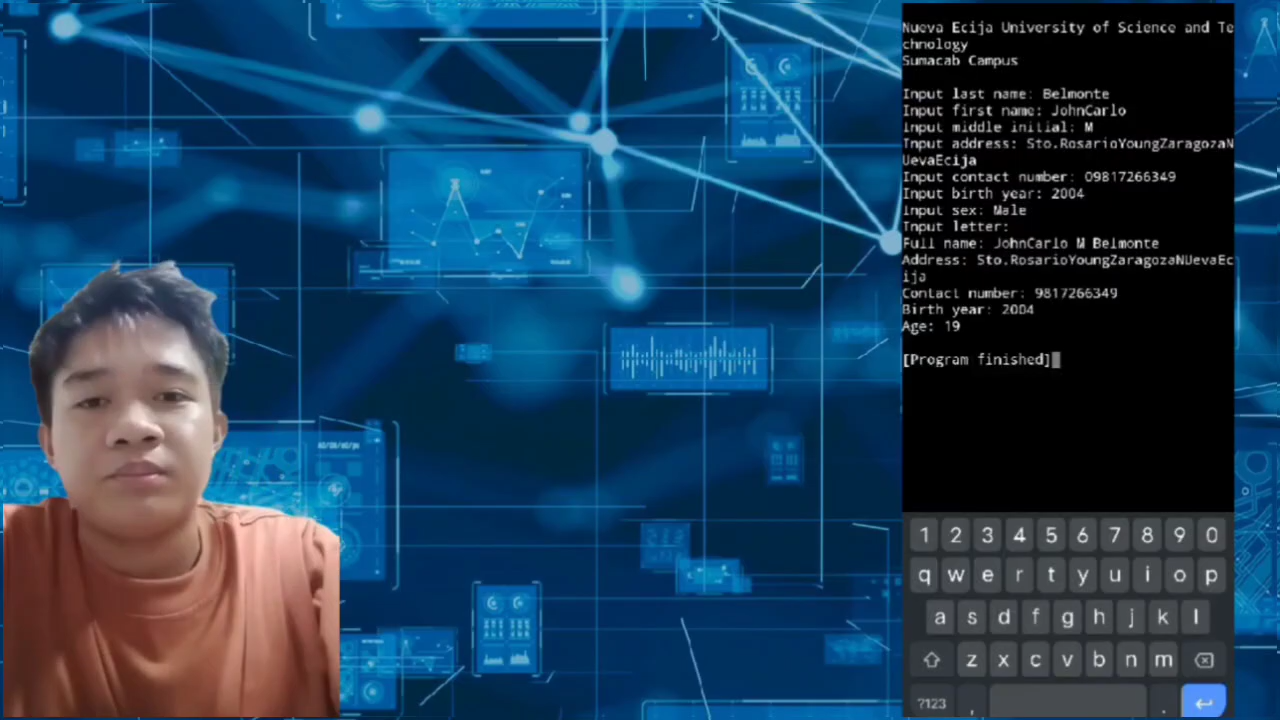 Nueva Ecija University of Science and Te
chnology
Sumacab Campus
Input last name: Belmonte
Input first name: JohnCarlo
Input middle initial: M
Input address: Sto.RosarioYoungZaragozaN
UevaEcija
Input contact number: 09817266349
Input birth year: 2004
Input sex: Male
Input letter:
Full name: JohnCarlo M Belmonte
Address: Sto.RosarioYoungZaragozaNUevaEc
ija
Contact number: 9817266349
Birth year: 2004
Age: 19
[Program finished]
1 2 3 4 5 6 7 8 9 0
q w e r t y u i o p
a s d f g h j k l
z x c v b n m
?123 , .